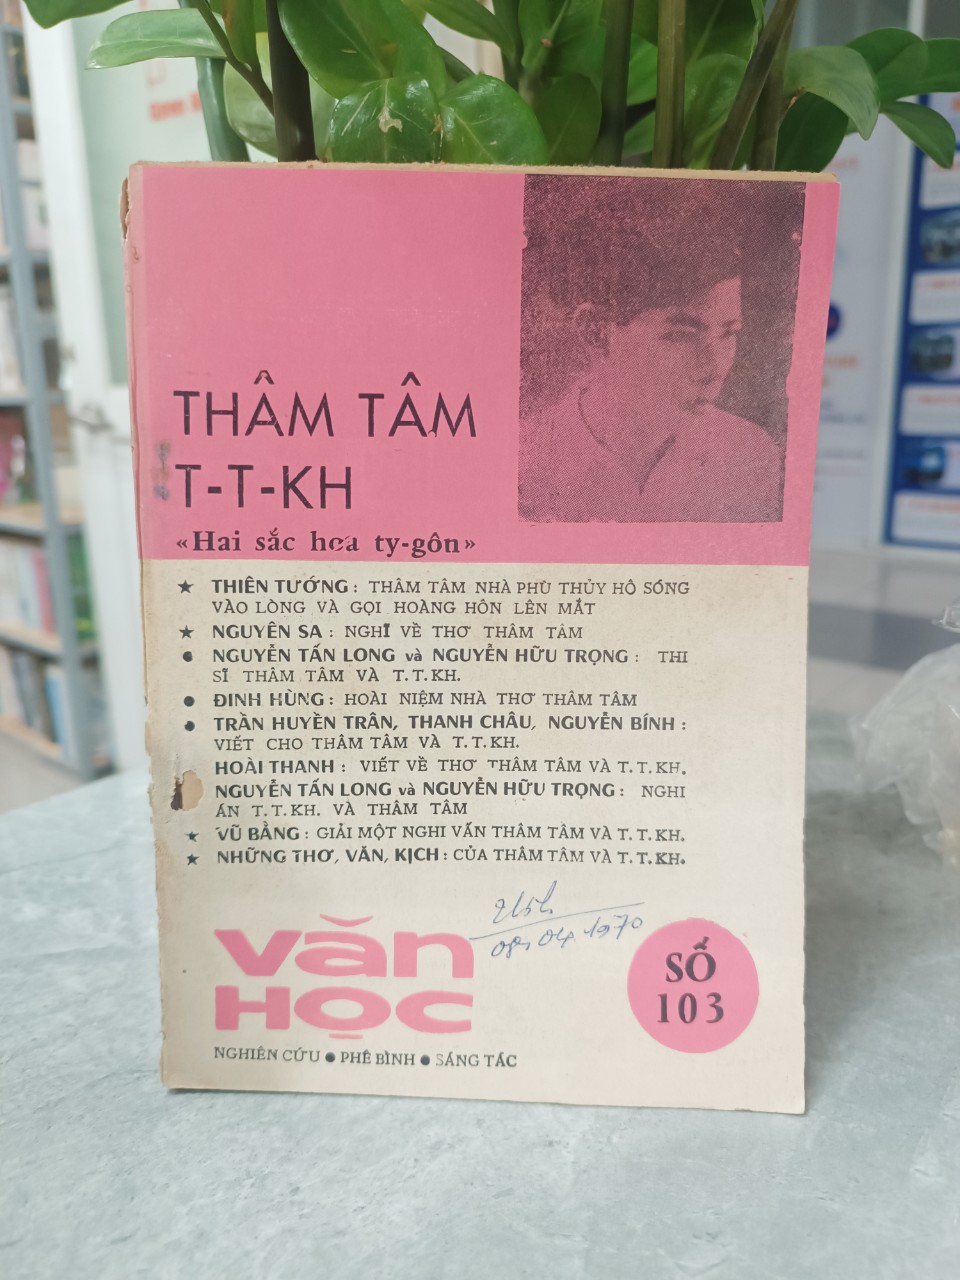 THÂM TÂM
T-T-KH
«Hai sắc hoa ty-gôn»
★ THIÊN TƯỚNG : THÂM TÂM NHÀ PHÙ THỦY HÔ SÓNG
VÀO LÒNG VÀ GỌI HOÀNG HÔN LÊN MẮT
★ NGUYÊN SA : NGHĨ VỀ THƠ THÂM TÂM
● NGUYỄN TẤN LONG và NGUYỄN HỮU TRỌNG : THI
SĨ THÂM TÂM VÀ T.T.KH.
● ĐINH HÙNG : HOÀI NIỆM NHÀ THƠ THÂM TÂM
● TRẦN HUYỀN TRÂN, THANH CHÂU, NGUYỄN BÍNH :
VIẾT CHO THÂM TÂM VÀ T.T.KH.
HOÀI THANH : VIẾT VỀ THƠ THÂM TÂM VÀ T.T.KH.
NGUYỄN TẤN LONG và NGUYỄN HỮU TRỌNG : NGHI
ÁN T.T.KH. VÀ THÂM TÂM
★ VŨ BẰNG : GIẢI MỘT NGHI VẤN THÂM TÂM VÀ T.T.KH.
★ NHỮNG THƠ, VĂN, KỊCH : CỦA THÂM TÂM VÀ T.T.KH.
08.04.1970
văn
HỌC
SỐ
103
NGHIÊN CỨU ● PHÊ BÌNH ● SÁNG TÁC